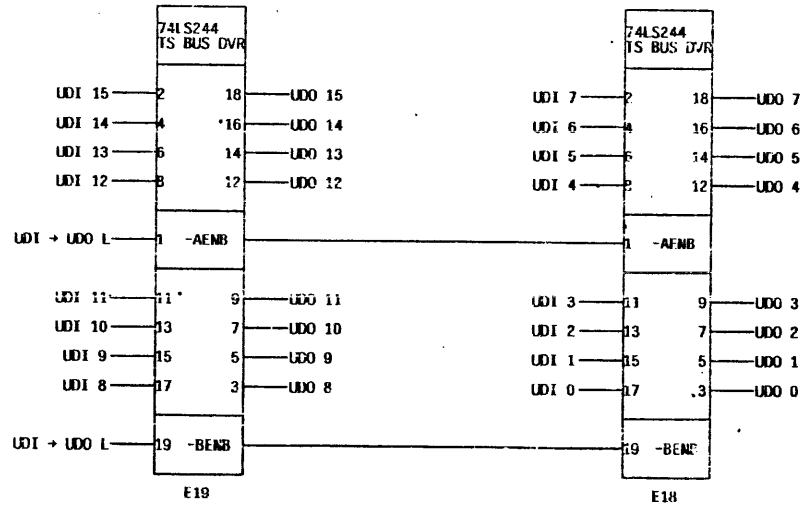 74LS244
TS BUS DVR
UDI 15 2 18 UDO 15
UDI 14 4 16 UDO 14
UDI 13 6 14 UDO 13
UDI 12 8 12 UDO 12
UDI → UDO L 1 -AENB
UDI 11 11 9 UDO 11
UDI 10 13 7 UDO 10
UDI 9 15 5 UDO 9
UDI 8 17 3 UDO 8
UDI → UDO L 19 -BENB
E19
74LS244
TS BUS DVR
UDI 7 2 18 UDO 7
UDI 6 4 16 UDO 6
UDI 5 6 14 UDO 5
UDI 4 8 12 UDO 4
1 -AENB
UDI 3 11 9 UDO 3
UDI 2 13 7 UDO 2
UDI 1 15 5 UDO 1
UDI 0 17 3 UDO 0
19 -BENB
E18